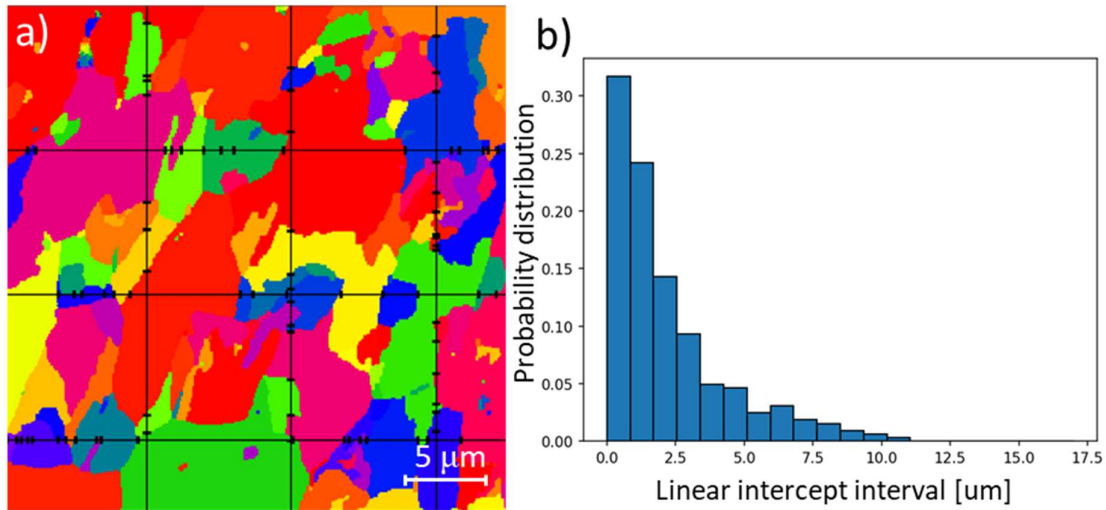 a)
5 μm
b)
Probability distribution
0.30
0.25
0.20
0.15
0.10
0.05
0.00
0.0 2.5 5.0 7.5 10.0 12.5 15.0 17.5
Linear intercept interval [um]